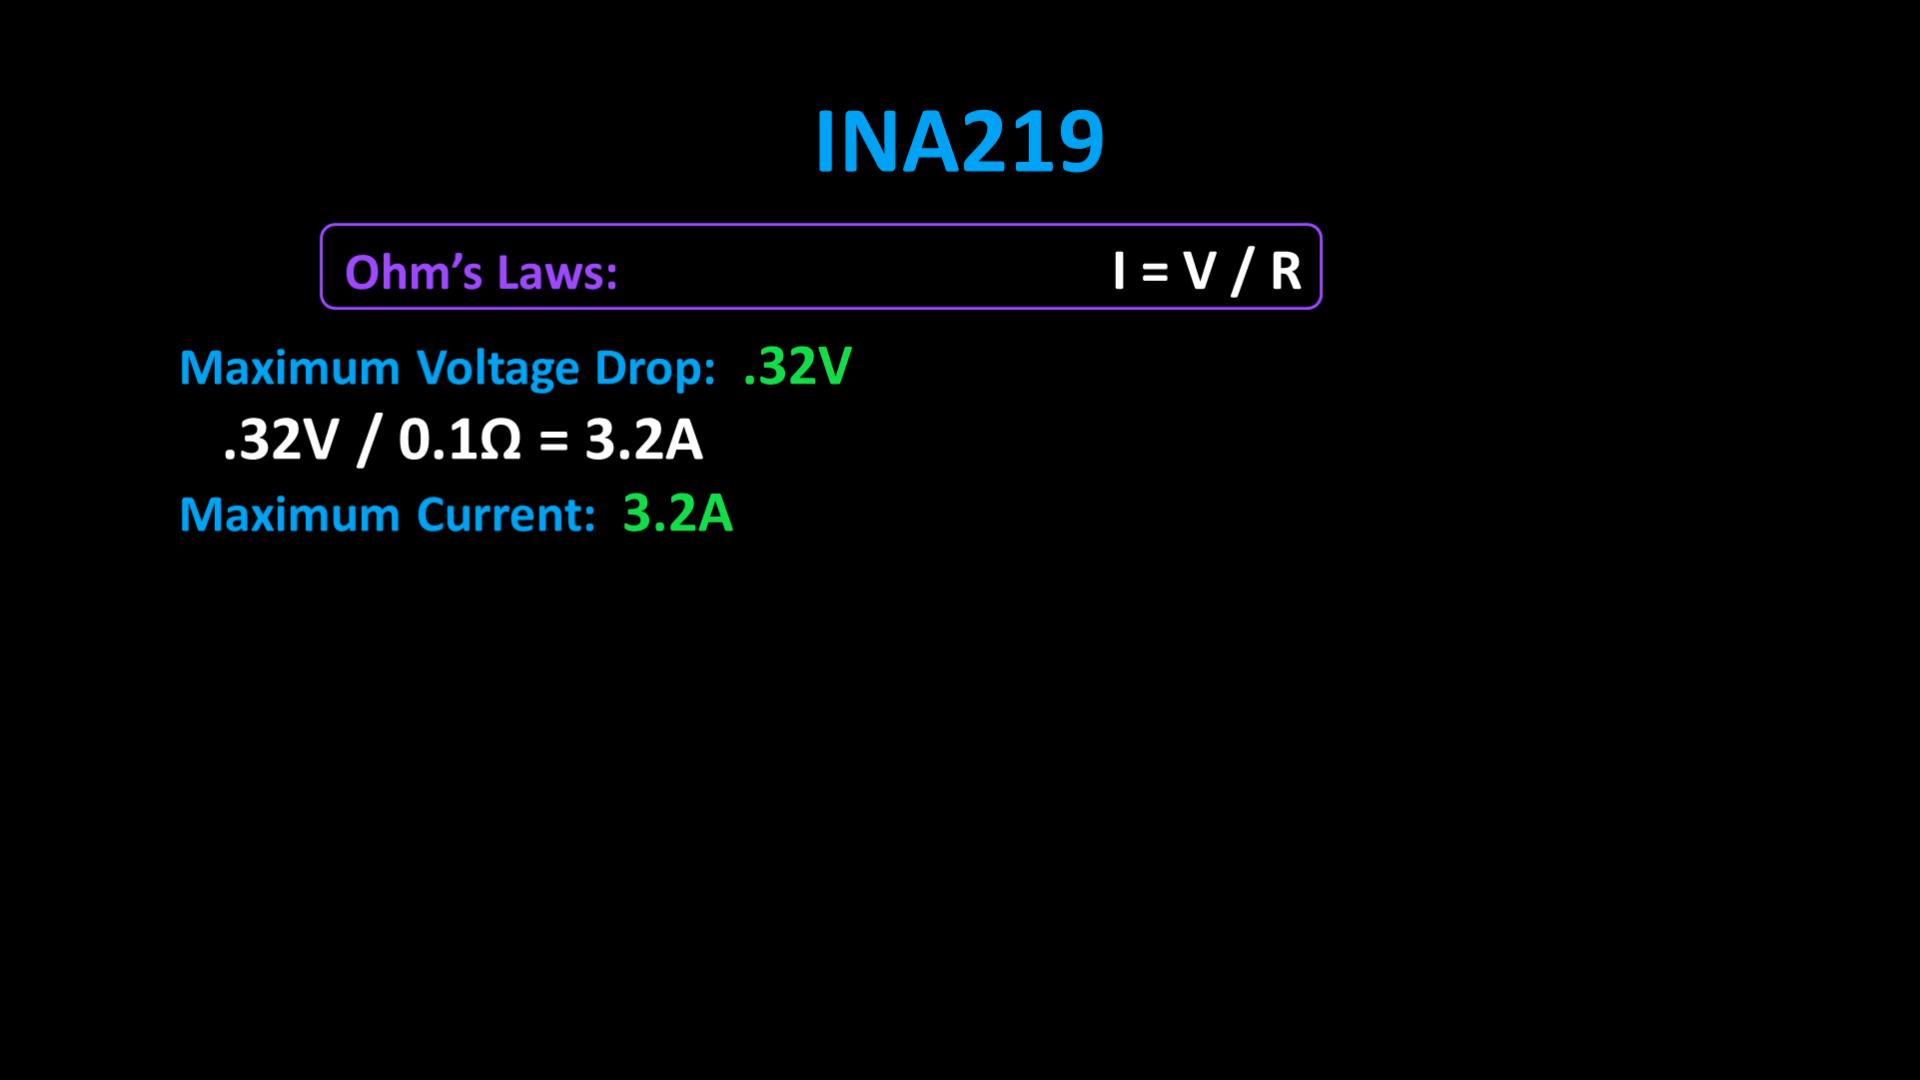 INA219
Ohm’s Laws: I = V / R
Maximum Voltage Drop: .32V
.32V / 0.1Ω = 3.2A
Maximum Current: 3.2A